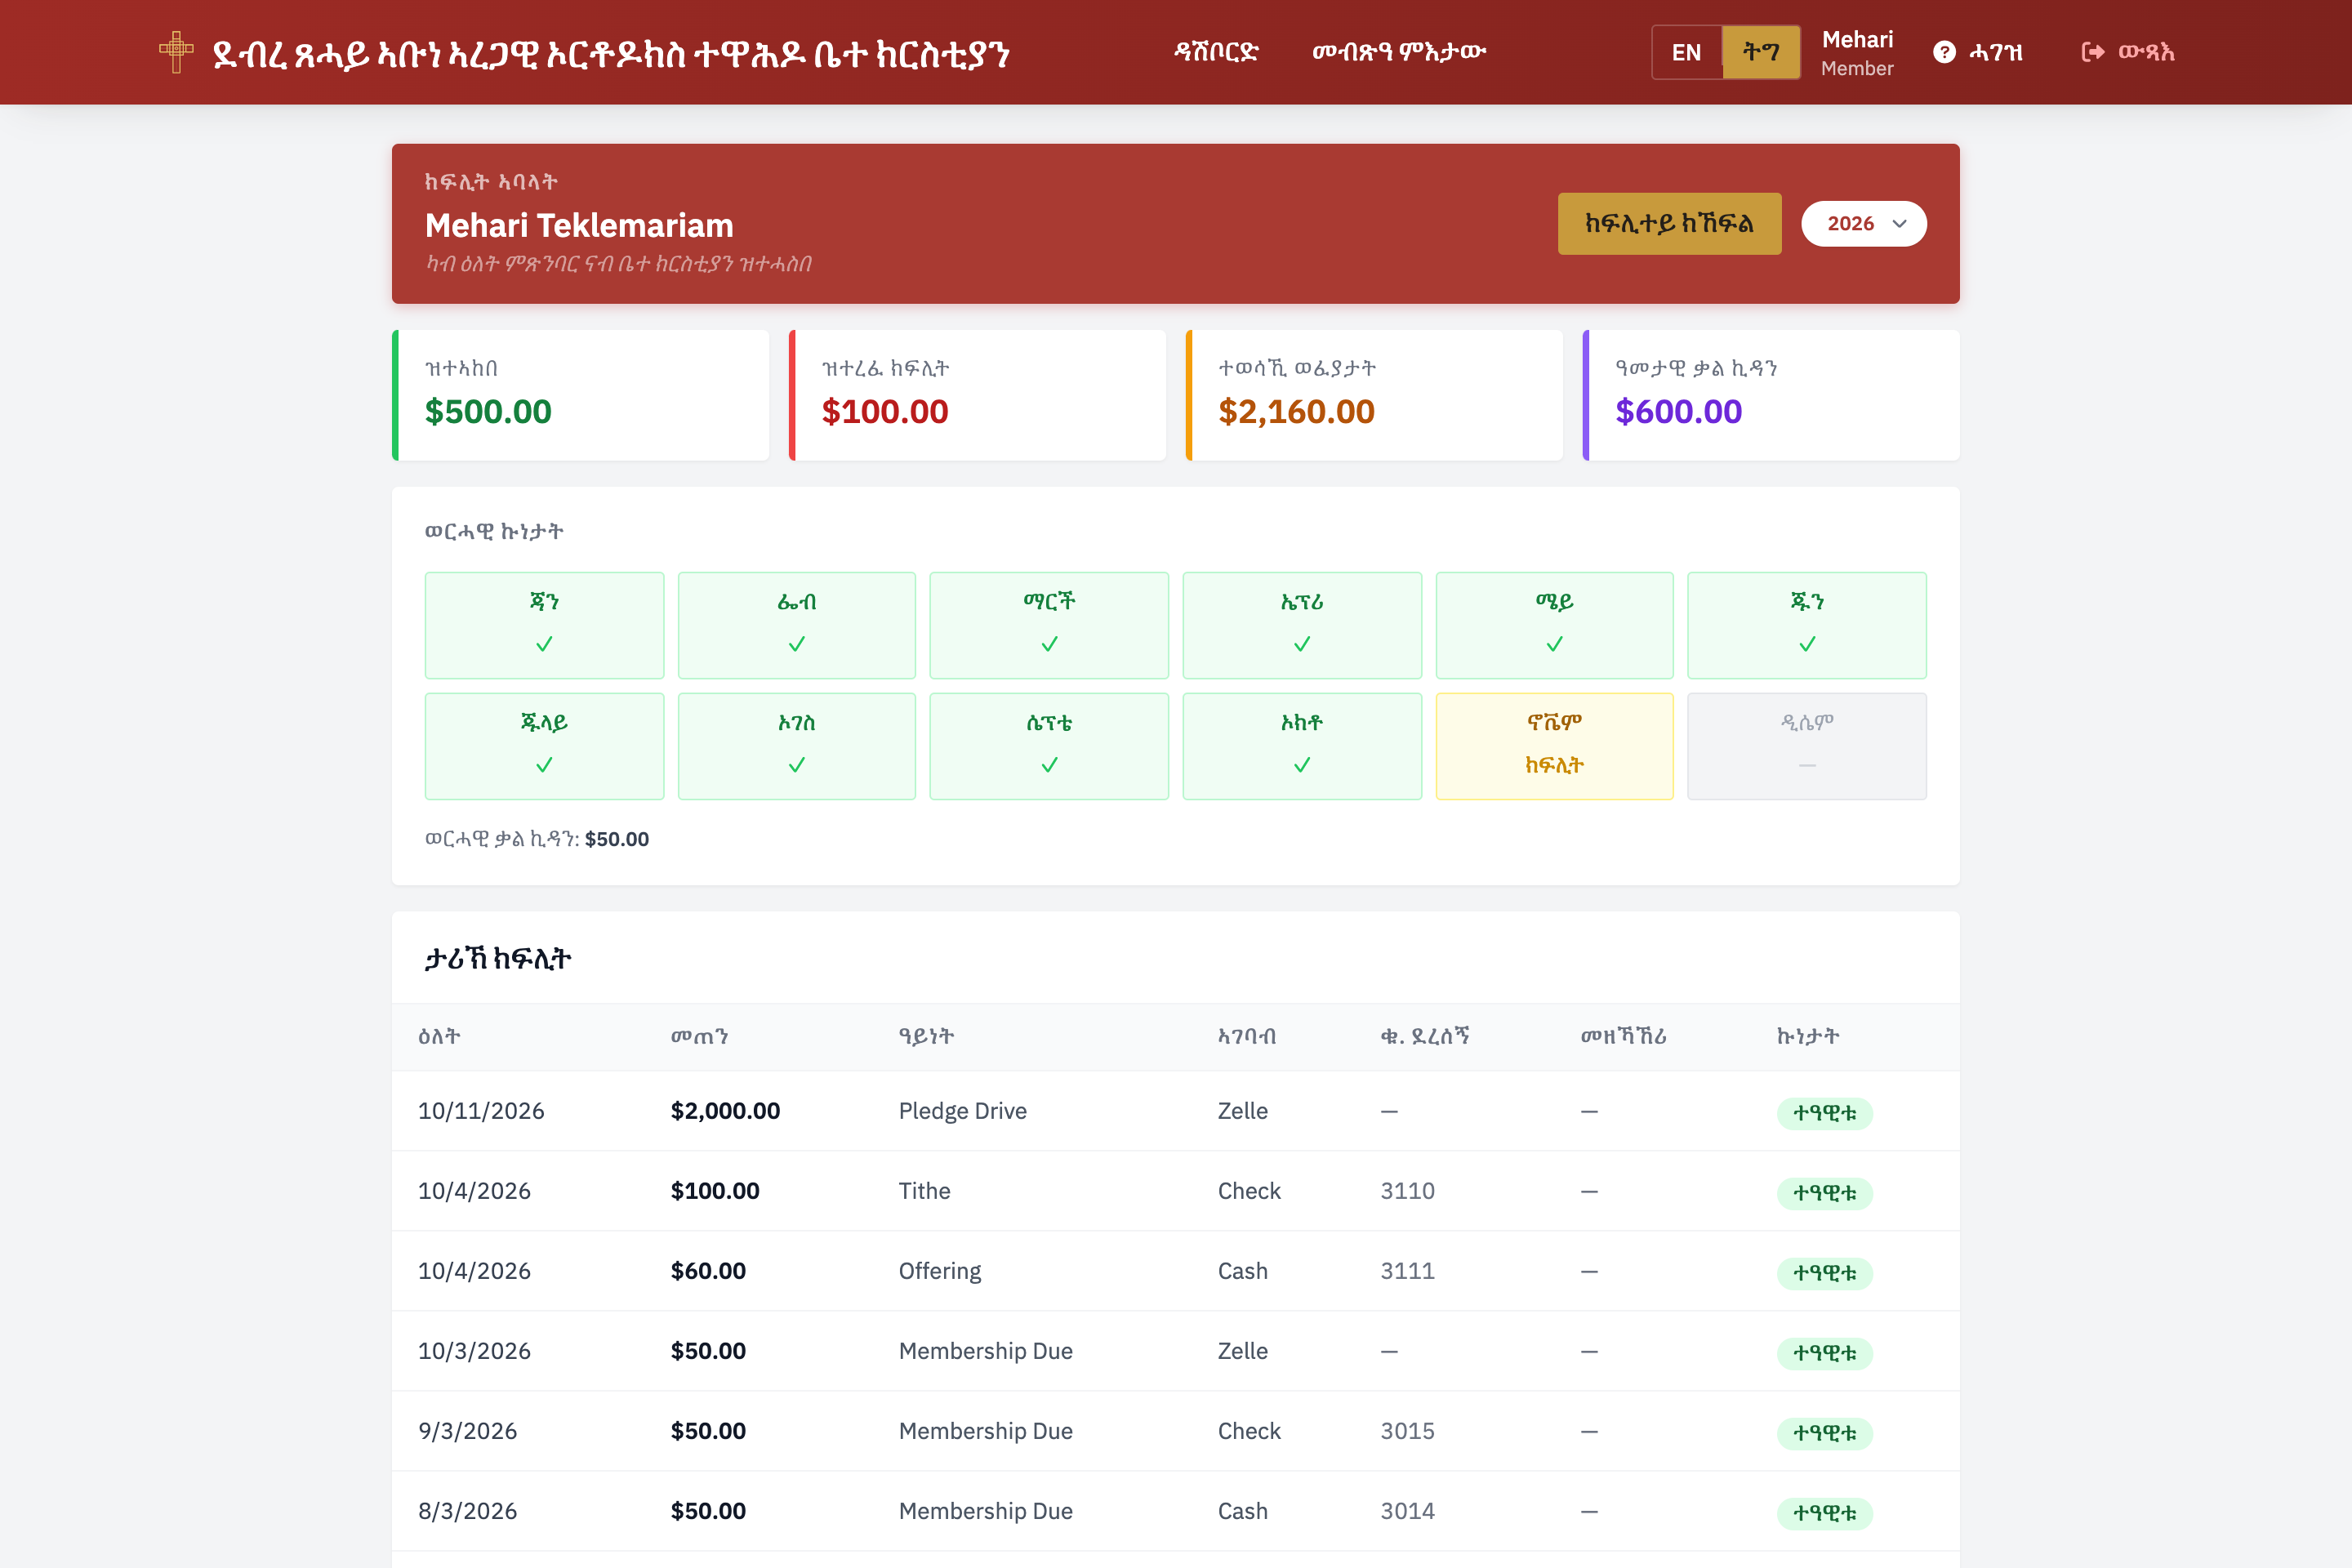 ደብረ ጸሓይ ኣቡነ ኣረጋዊ ኦርቶዶክስ ተዋሕዶ ቤተ ክርስቲያን
ዳሽቦርድ
መብጽዓ ምእታው
EN
ትግ
Mehari
Member
ሓገዝ
ውጻእ
ክፍሊት ኣባላት
Mehari Teklemariam
ካብ ዕለት ምጽንባር ናብ ቤተ ክርስቲያን ዝተሓሰበ
ክፍሊተይ ክኸፍል
2026
ዝተኣከበ
$500.00
ዝተረፈ ክፍሊት
$100.00
ተወሳኺ ወፈያታት
$2,160.00
ዓመታዊ ቃል ኪዳን
$600.00
ወርሓዊ ኩነታት
ጃን
ፌብ
ማርች
ኤፕሪ
ሜይ
ጁን
ጁላይ
ኦገስ
ሴፕቴ
ኦክቶ
ኖቬም
ክፍሊት
ዲሴም
—
ወርሓዊ ቃል ኪዳን: $50.00
ታሪኽ ክፍሊት
ዕለት መጠን ዓይነት ኣገባብ ቁ. ደረሰኝ መዘኻኸሪ ኩነታት
10/11/2026 $2,000.00 Pledge Drive Zelle — — ተዓዊቱ
10/4/2026 $100.00 Tithe Check 3110 — ተዓዊቱ
10/4/2026 $60.00 Offering Cash 3111 — ተዓዊቱ
10/3/2026 $50.00 Membership Due Zelle — — ተዓዊቱ
9/3/2026 $50.00 Membership Due Check 3015 — ተዓዊቱ
8/3/2026 $50.00 Membership Due Cash 3014 — ተዓዊቱ